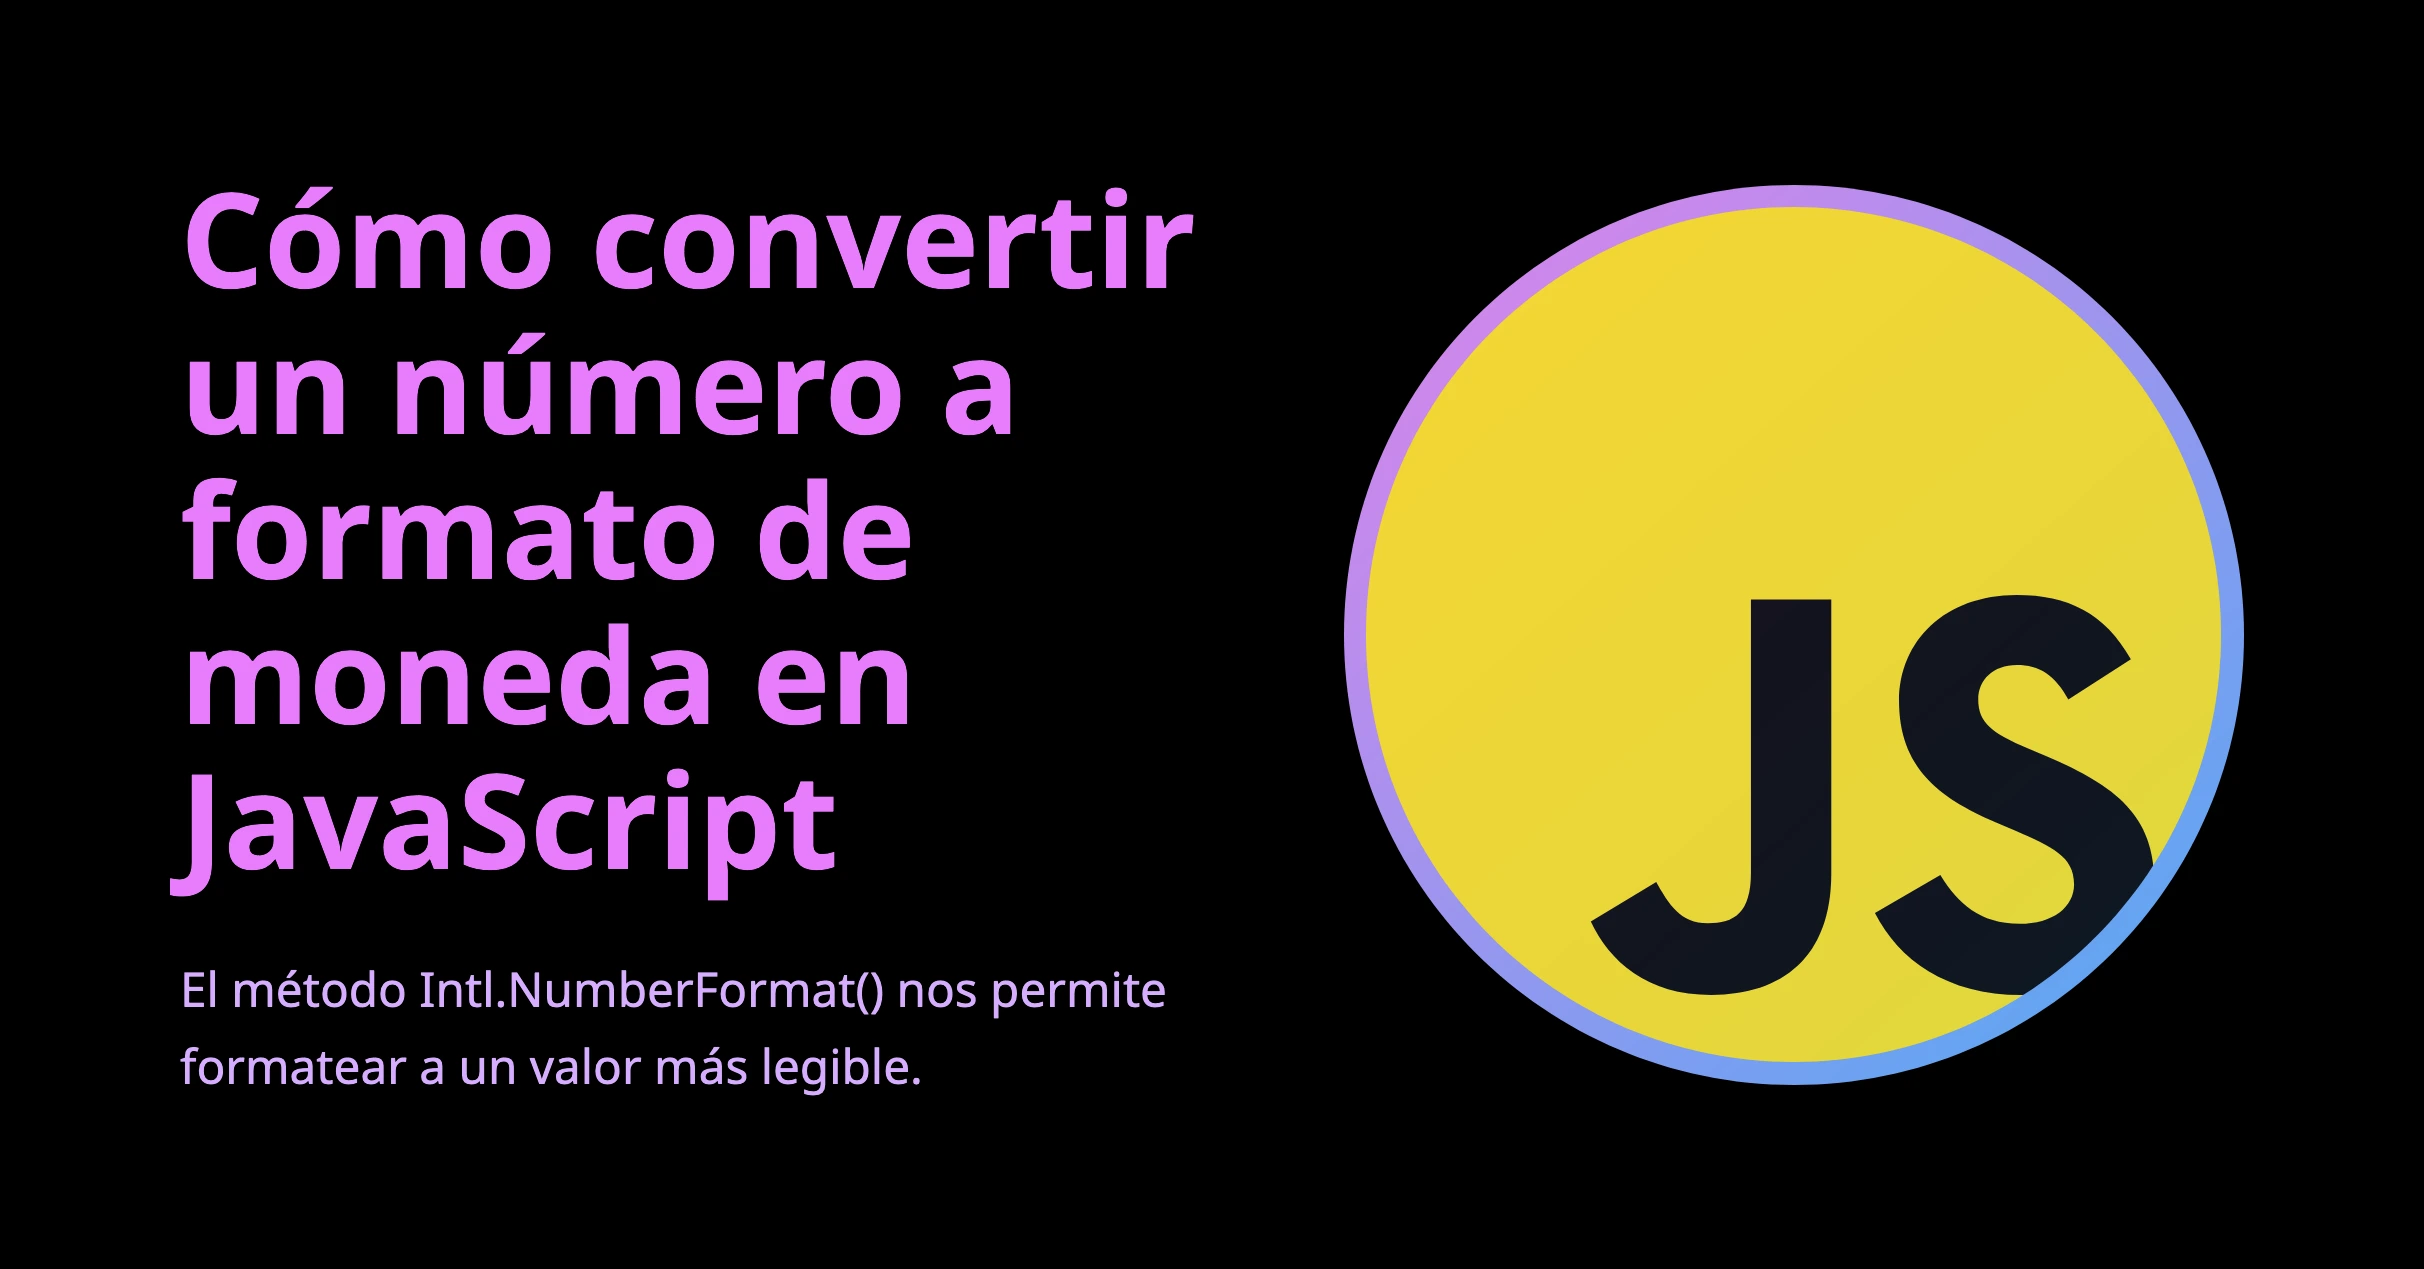 Cómo convertir
un número a
formato de
moneda en
JavaScript
El método Intl.NumberFormat() nos permite
formatear a un valor más legible.
JS